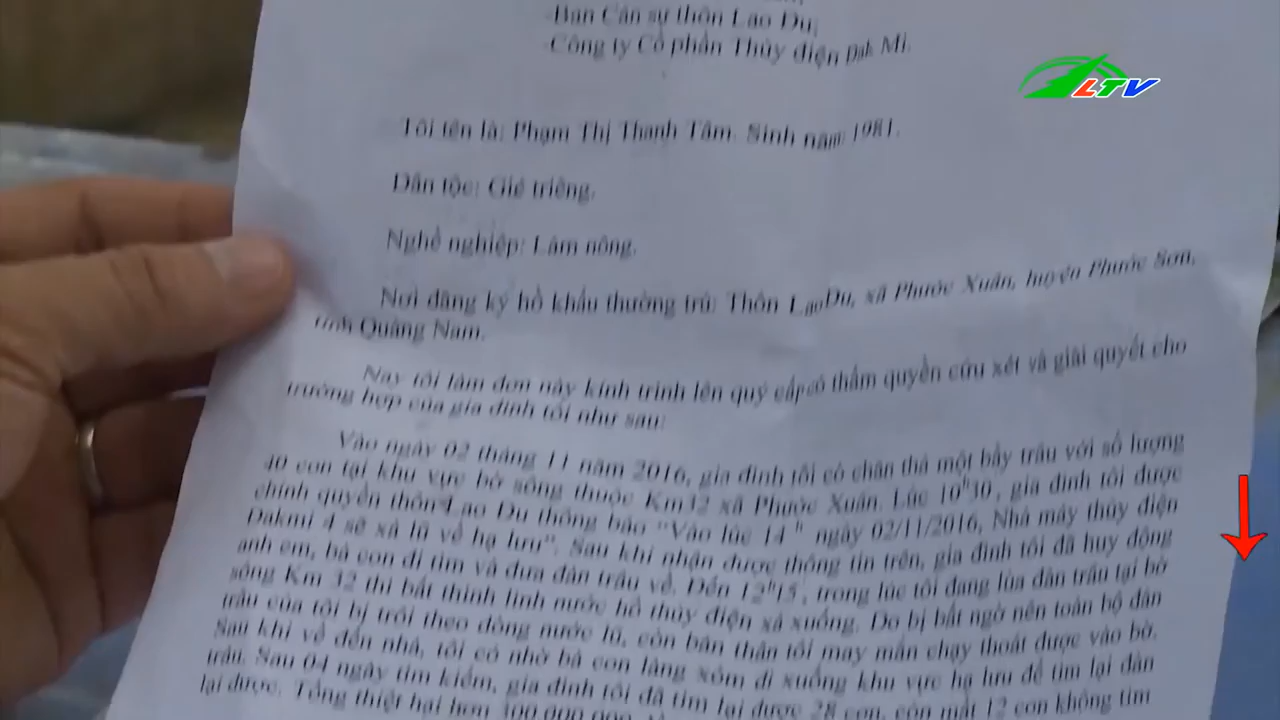 -Ban Cán sự thôn Lao Du;
-Công ty Cổ phần Thủy điện Đak Mi.
LTV
Tôi tên là: Phạm Thị Thanh Tâm. Sinh năm 1981.
Dân tộc: Gié triêng.
Nghề nghiệp: Làm nông.
Nơi đăng ký hồ khẩu thường trú: Thôn LaoDu, xã Phước Xuân, huyện Phước Sơn,
tỉnh Quảng Nam.
Nay tôi làm đơn này kính trình lên quý cấp có thẩm quyền cứu xét và giải quyết cho
trường hợp của gia đình tôi như sau:
Vào ngày 02 tháng 11 năm 2016, gia đình tôi có chăn thả một bầy trâu với số lượng
40 con tại khu vực bờ sông thuộc Km32 xã Phước Xuân. Lúc 10h30, gia đình tôi được
chính quyền thôn Lao Du thông báo "Vào lúc 14h ngày 02/11/2016, Nhà máy thủy điện
Đakmi 4 sẽ xả lũ về hạ lưu". Sau khi nhận được thông tin trên, gia đình tôi đã huy động
anh em, bà con đi tìm và đưa đàn trâu về. Đến 12h15, trong lúc tôi đang lùa đàn trâu tại bờ
sông Km 32 thì bất thình lình nước hồ thủy điện xả xuống. Do bị bất ngờ nên toàn bộ đàn
trâu của tôi bị trôi theo dòng nước lũ, còn bản thân tôi may mắn chạy thoát được vào bờ.
Sau khi về đến nhà, tôi có nhờ bà con làng xóm đi xuống khu vực hạ lưu để tìm lại đàn
trâu. Sau 04 ngày tìm kiếm, gia đình tôi đã tìm lại được 28 con, còn mất 12 con không tìm
lại được. Tổng thiệt hại hơn 300.000.000